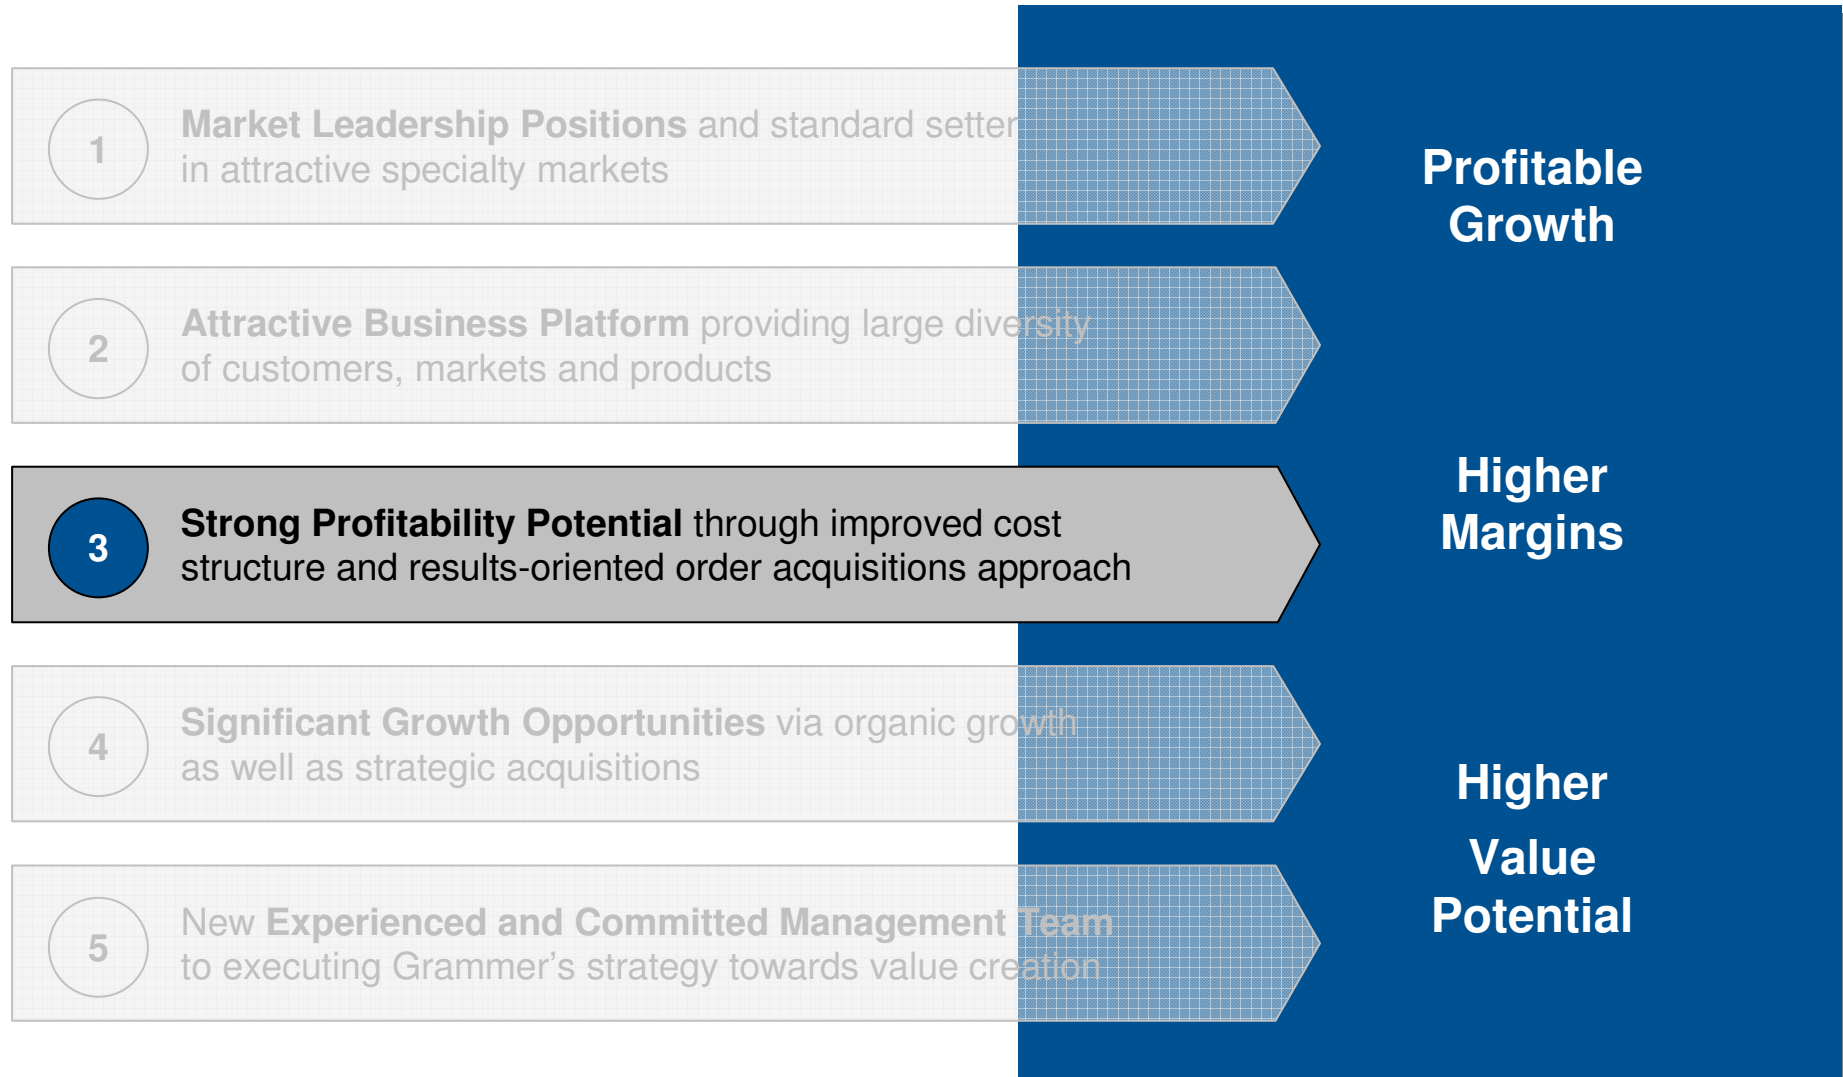 1
Market Leadership Positions and standard setter
in attractive specialty markets
2
Attractive Business Platform providing large diversity
of customers, markets and products
3
Strong Profitability Potential through improved cost
structure and results-oriented order acquisitions approach
4
Significant Growth Opportunities via organic growth
as well as strategic acquisitions
5
New Experienced and Committed Management Team
to executing Grammer’s strategy towards value creation
Profitable
Growth
Higher
Margins
Higher
Value
Potential